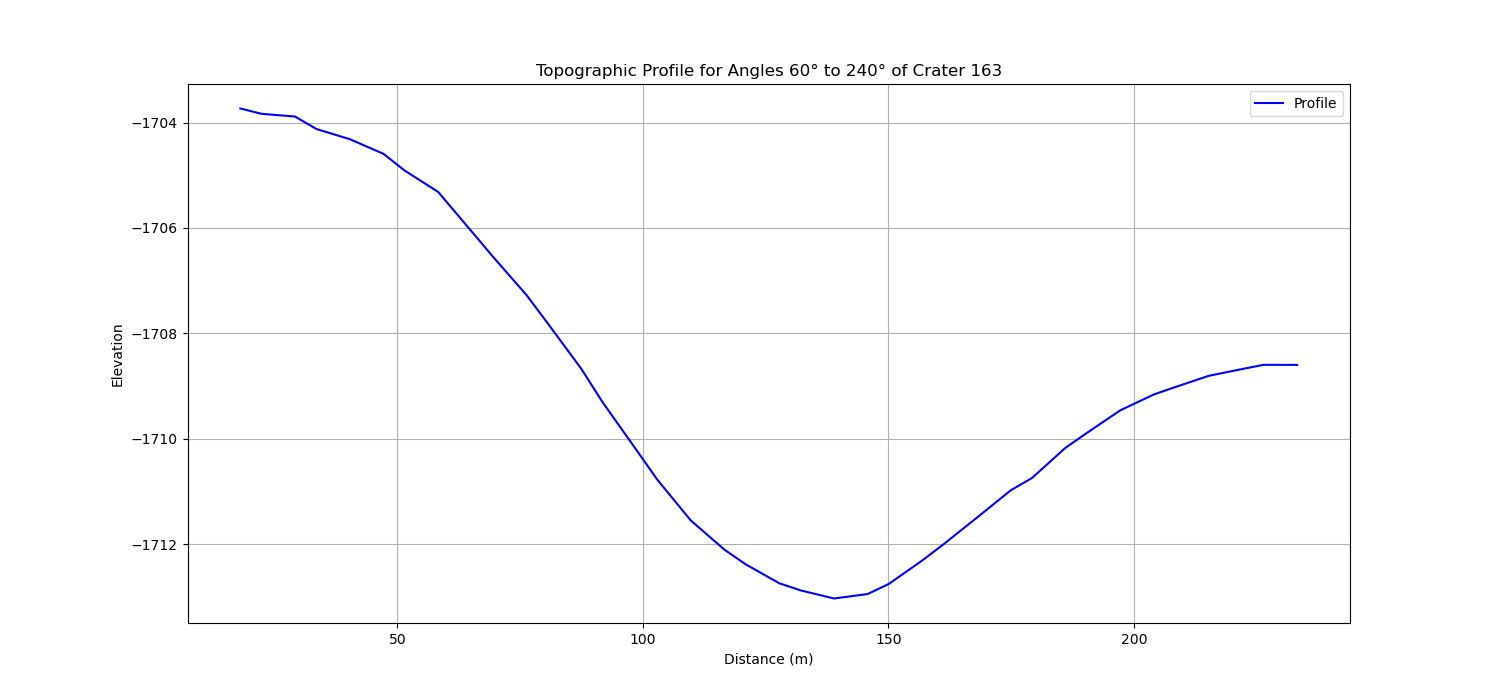 Topographic Profile for Angles 60° to 240° of Crater 163
Profile
−1704
−1706
−1708
−1710
−1712
Elevation
50
100
150
200
Distance (m)